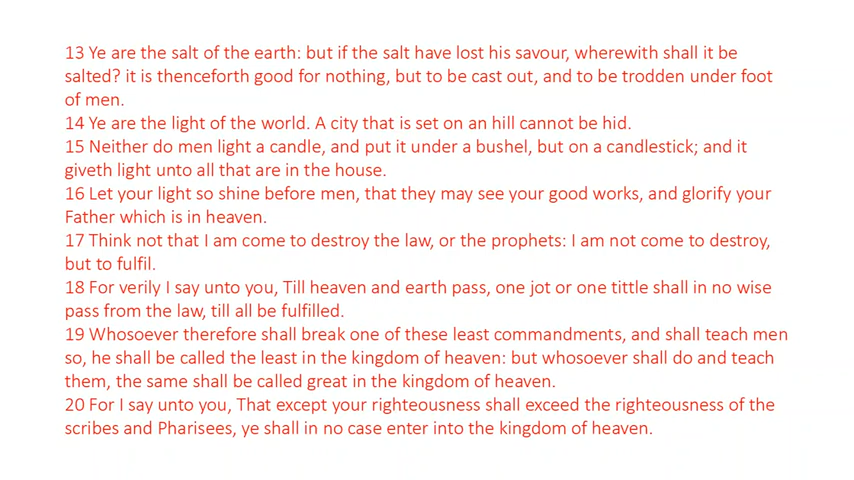 13 Ye are the salt of the earth: but if the salt have lost his savour, wherewith shall it be
salted? it is thenceforth good for nothing, but to be cast out, and to be trodden under foot
of men.
14 Ye are the light of the world. A city that is set on an hill cannot be hid.
15 Neither do men light a candle, and put it under a bushel, but on a candlestick; and it
giveth light unto all that are in the house.
16 Let your light so shine before men, that they may see your good works, and glorify your
Father which is in heaven.
17 Think not that I am come to destroy the law, or the prophets: I am not come to destroy,
but to fulfil.
18 For verily I say unto you, Till heaven and earth pass, one jot or one tittle shall in no wise
pass from the law, till all be fulfilled.
19 Whosoever therefore shall break one of these least commandments, and shall teach men
so, he shall be called the least in the kingdom of heaven: but whosoever shall do and teach
them, the same shall be called great in the kingdom of heaven.
20 For I say unto you, That except your righteousness shall exceed the righteousness of the
scribes and Pharisees, ye shall in no case enter into the kingdom of heaven.